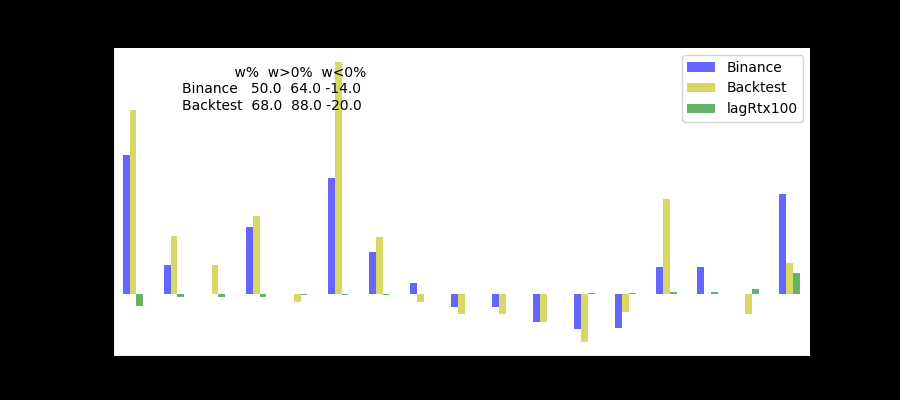 w% w>0% w<0%
Binance 50.0 64.0 -14.0
Backtest 68.0 88.0 -20.0
Binance
Backtest
lagRtx100